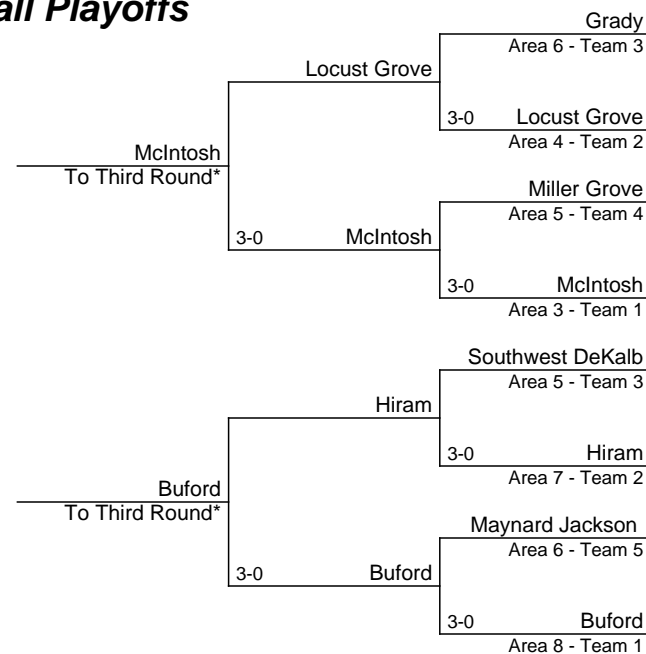 all Playoffs
Grady
Area 6 - Team 3
Locust Grove
3-0 Locust Grove
Area 4 - Team 2
McIntosh
To Third Round*
Miller Grove
Area 5 - Team 4
3-0 McIntosh
3-0 McIntosh
Area 3 - Team 1
Southwest DeKalb
Area 5 - Team 3
Hiram
3-0 Hiram
Area 7 - Team 2
Buford
To Third Round*
Maynard Jackson
Area 6 - Team 5
3-0 Buford
3-0 Buford
Area 8 - Team 1